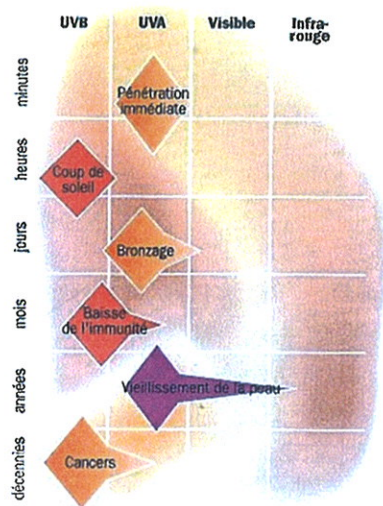 UVB UVA Visible Infra-
rouge
minutes
Pénétration
immédiate
heures
Coup de
soleil
jours
Bronzage
mois
Baisse
de l'immunité
années
Vieillissement de la peau
décennies
Cancers